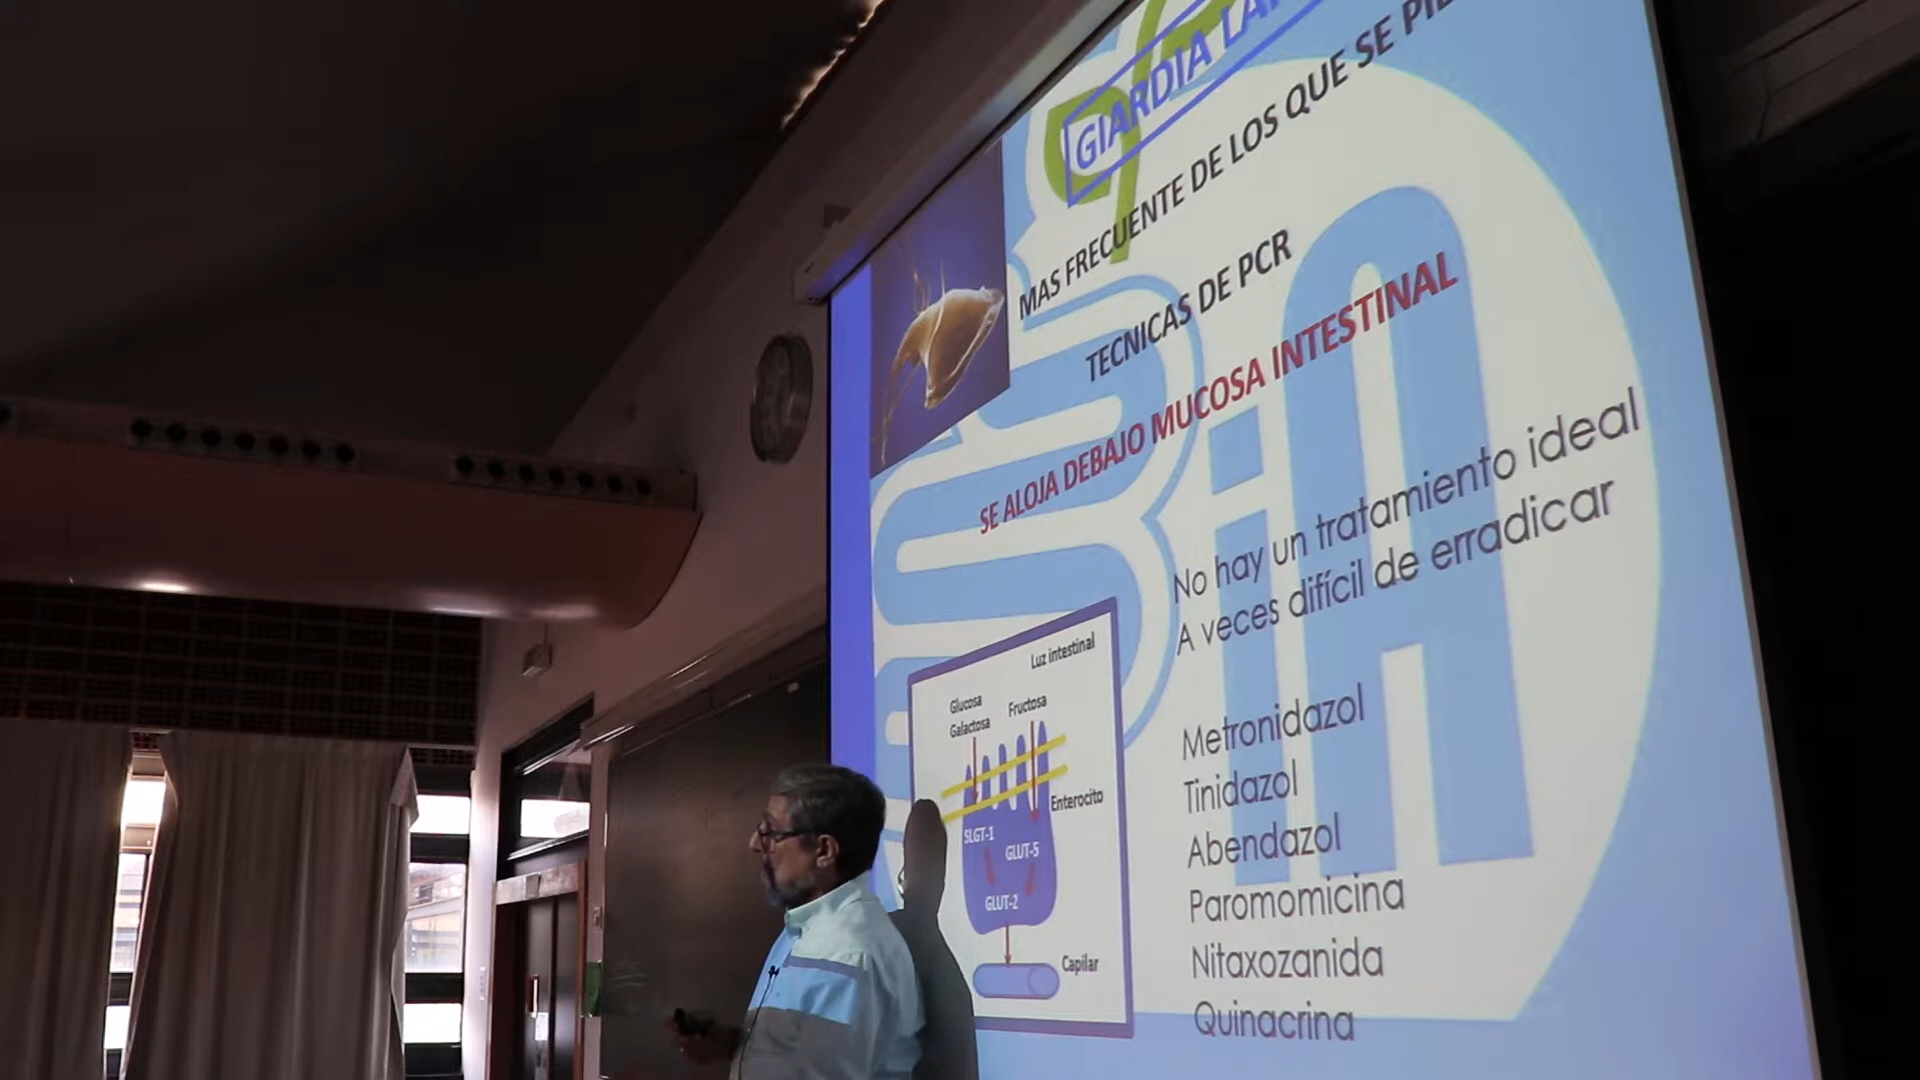 GIARDIA
MAS FRECUENTE DE LOS QUE SE
TECNICAS DE PCR
SE ALOJA DEBAJO MUCOSA INTESTINAL
No hay un tratamiento ideal
A veces difícil de erradicar
Luz intestinal
Glucosa
Galactosa
Fructosa
Enterocito
SLGT-1
GLUT-5
GLUT-2
Capilar
Metronidazol
Tinidazol
Abendazol
Paromomicina
Nitaxozanida
Quinacrina